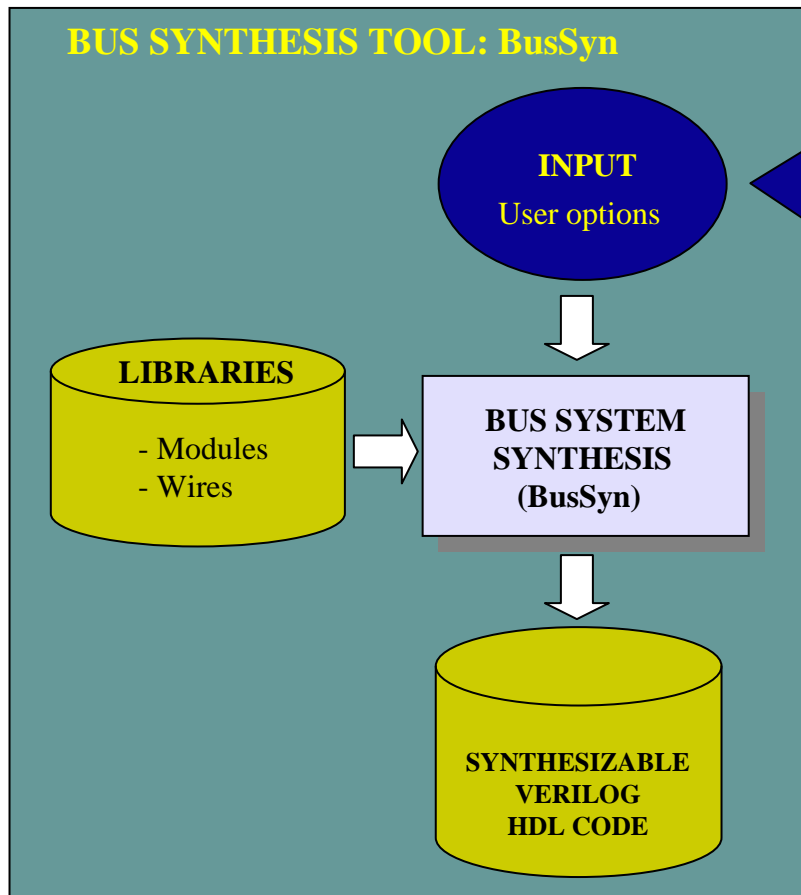 BUS SYNTHESIS TOOL: BusSyn
INPUT
User options
LIBRARIES
- Modules
- Wires
BUS SYSTEM
SYNTHESIS
(BusSyn)
SYNTHESIZABLE
VERILOG
HDL CODE